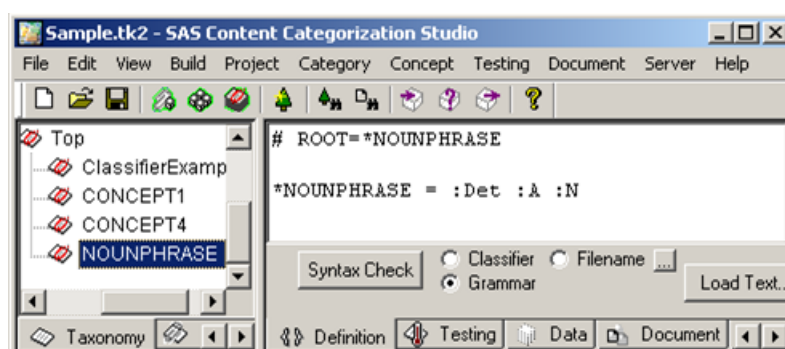 Sample.tk2 - SAS Content Categorization Studio
File Edit View Build Project Category Concept Testing Document Server Help
Top
ClassifierExamp
CONCEPT1
CONCEPT4
NOUNPHRASE
# ROOT=*NOUNPHRASE
*NOUNPHRASE = :Det :A :N
Syntax Check
Classifier
Filename
...
Grammar
Load Text..
Taxonomy
Definition
Testing
Data
Document